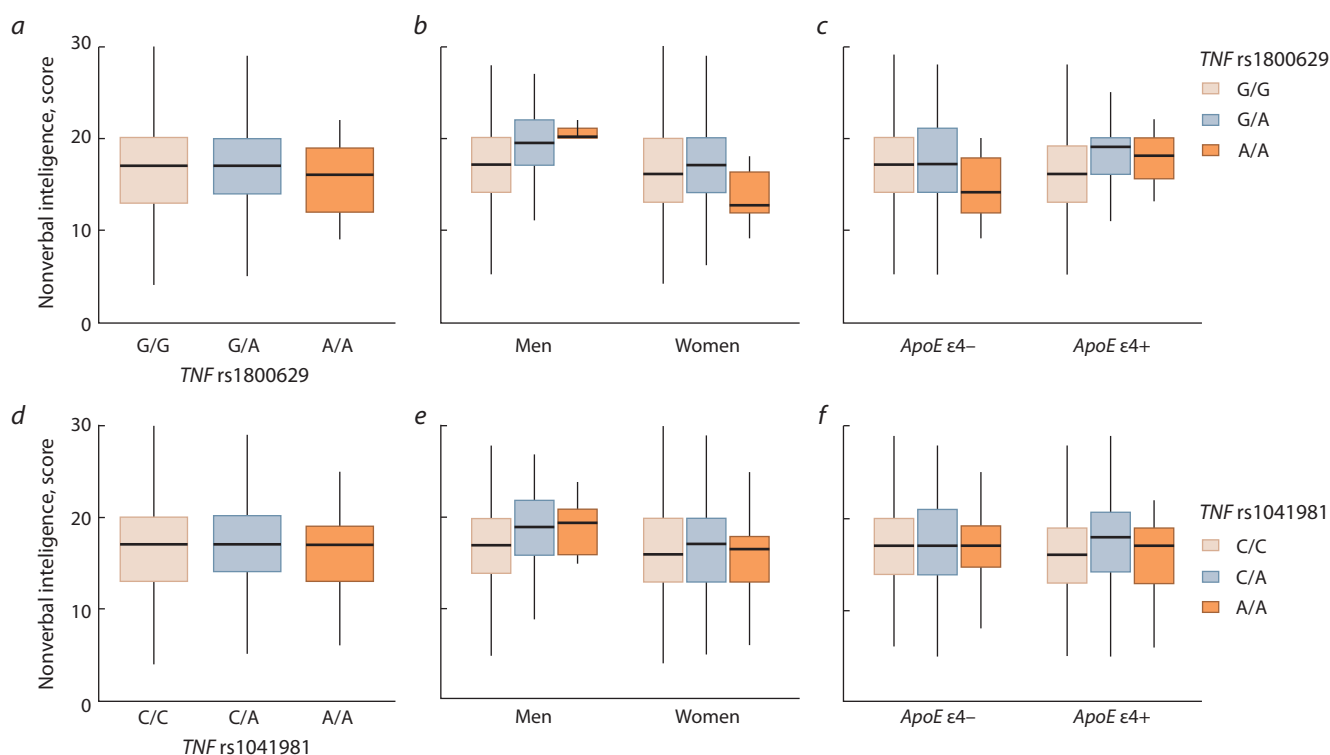 a
b
c
Nonverbal inteligence, score
30
20
10
0
G/G G/A A/A
TNF rs1800629
Men Women
ApoE ε4– ApoE ε4+
TNF rs1800629
G/G
G/A
A/A
d
e
f
Nonverbal inteligence, score
30
20
10
0
C/C C/A A/A
TNF rs1041981
Men Women
ApoE ε4– ApoE ε4+
TNF rs1041981
C/C
C/A
A/A